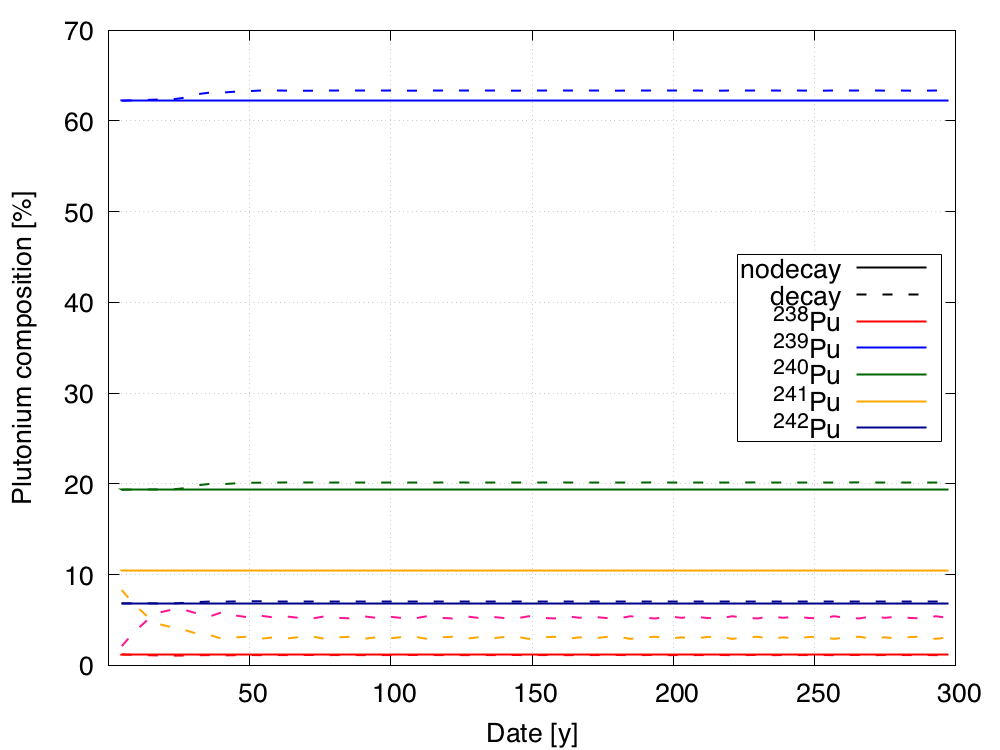 70
60
50
40
30
20
10
0
Plutonium composition [%]
nodecay
decay
²³⁸Pu
²³⁹Pu
²⁴⁰Pu
²⁴¹Pu
²⁴²Pu
50 100 150 200 250 300
Date [y]